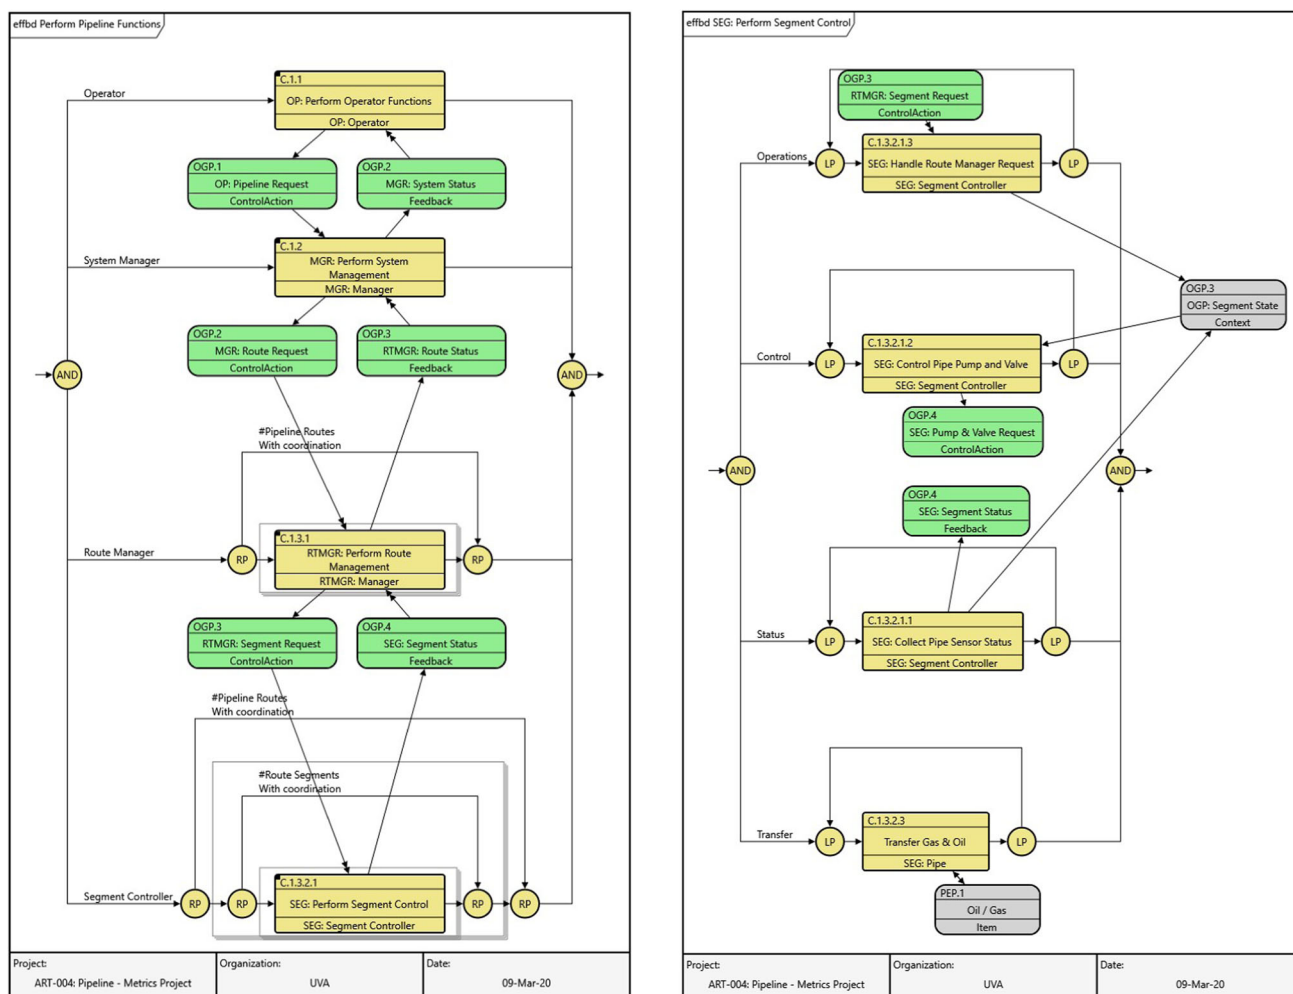 effbd Perform Pipeline Functions
C.1.1
Operator
OP: Perform Operator Functions
OP: Operator
OGP.1
OP: Pipeline Request
ControlAction
OGP.2
MGR: System Status
Feedback
C.1.2
System Manager
MGR: Perform System
Management
MGR: Manager
OGP.2
MGR: Route Request
ControlAction
OGP.3
RTMGR: Route Status
Feedback
AND
AND
#Pipeline Routes
With coordination
C.1.3.1
Route Manager
RP
RTMGR: Perform Route
Management
RTMGR: Manager
RP
OGP.3
RTMGR: Segment Request
ControlAction
OGP.4
SEG: Segment Status
Feedback
#Pipeline Routes
With coordination
#Route Segments
With coordination
C.1.3.2.1
Segment Controller
RP
RP
SEG: Perform Segment Control
SEG: Segment Controller
RP
RP
Project:
ART-004: Pipeline - Metrics Project
Organization:
UVA
Date:
09-Mar-20
effbd SEG: Perform Segment Control
OGP.3
RTMGR: Segment Request
ControlAction
C.1.3.2.1.3
Operations
LP
SEG: Handle Route Manager Request
SEG: Segment Controller
LP
OGP.3
OGP: Segment State
Context
C.1.3.2.1.2
Control
LP
SEG: Control Pipe Pump and Valve
SEG: Segment Controller
LP
OGP.4
SEG: Pump & Valve Request
ControlAction
AND
AND
OGP.4
SEG: Segment Status
Feedback
C.1.3.2.1.1
Status
LP
SEG: Collect Pipe Sensor Status
SEG: Segment Controller
LP
C.1.3.2.3
Transfer
LP
Transfer Gas & Oil
SEG: Pipe
LP
PEP.1
Oil / Gas
Item
Project:
ART-004: Pipeline - Metrics Project
Organization:
UVA
Date:
09-Mar-20